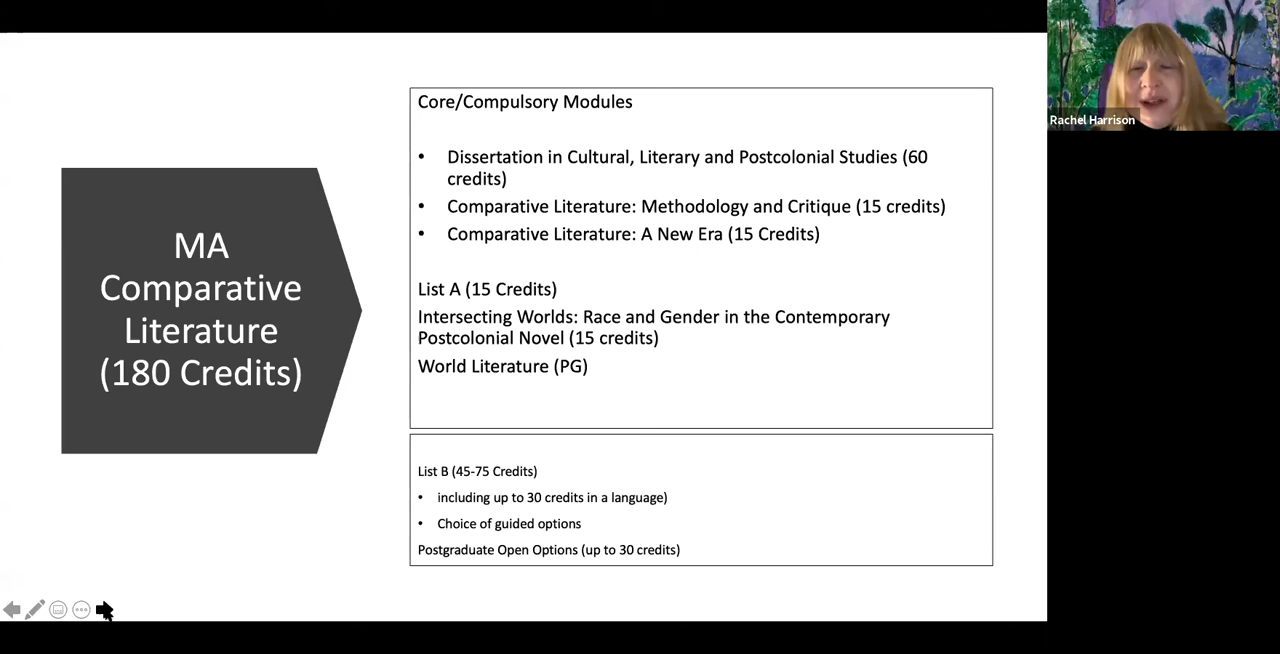 MA
Comparative
Literature
(180 Credits)
Core/Compulsory Modules
• Dissertation in Cultural, Literary and Postcolonial Studies (60
credits)
• Comparative Literature: Methodology and Critique (15 credits)
• Comparative Literature: A New Era (15 Credits)
List A (15 Credits)
Intersecting Worlds: Race and Gender in the Contemporary
Postcolonial Novel (15 credits)
World Literature (PG)
List B (45-75 Credits)
• including up to 30 credits in a language)
• Choice of guided options
Postgraduate Open Options (up to 30 credits)
Rachel Harrison